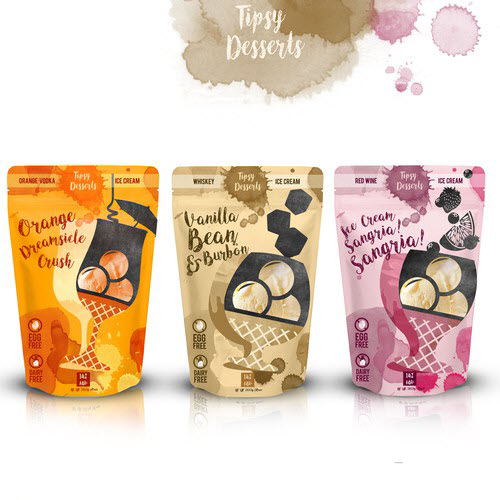 Tipsy
Desserts
ORANGE VODKA
Tipsy
Desserts
ICE CREAM
Orange
Dreamsicle
Crush
EGG
FREE
DAIRY
FREE
WHISKEY
Tipsy
Desserts
ICE CREAM
Vanilla
Bean
& Burbon
EGG
FREE
DAIRY
FREE
RED WINE
Tipsy
Desserts
ICE CREAM
Ice Cream
Sangria!
Sangria!
EGG
FREE
DAIRY
FREE